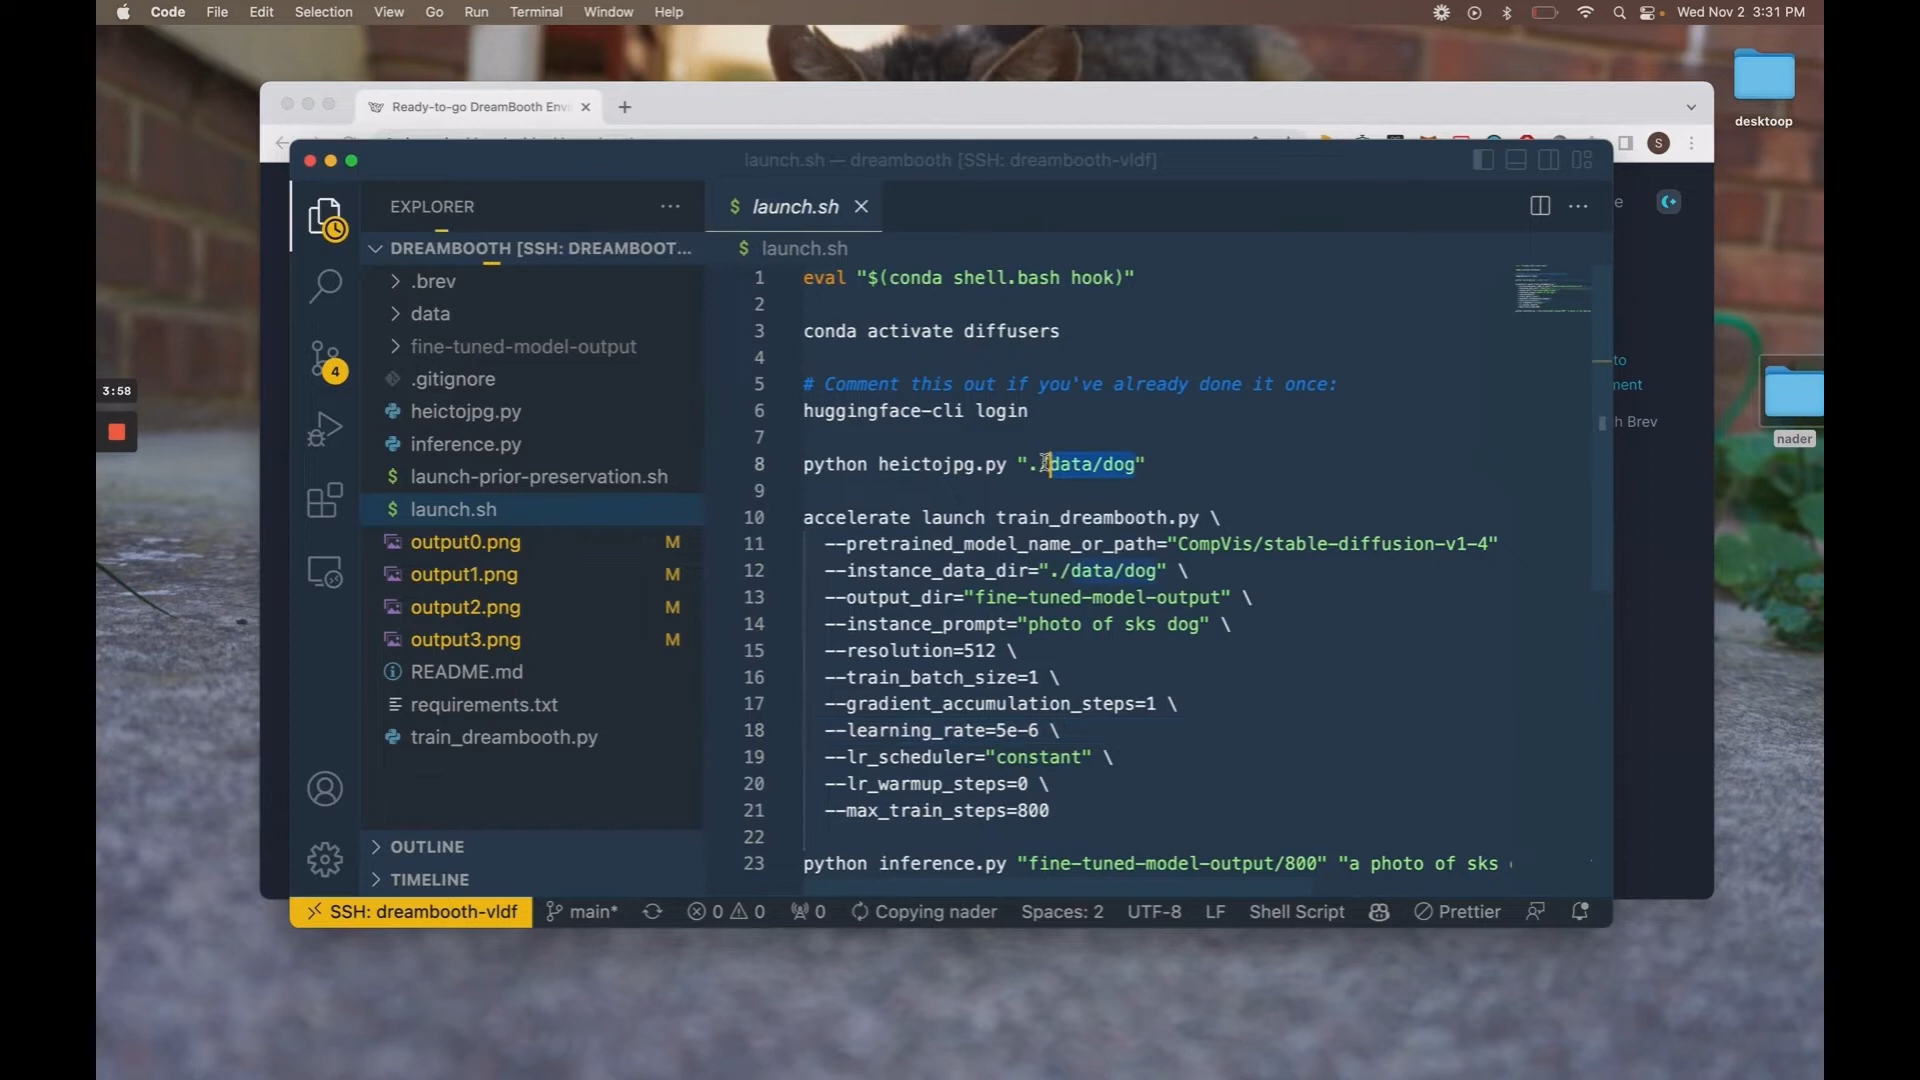 Code File Edit Selection View Go Run Terminal Window Help Wed Nov 2 3:31 PM
desktoop
Ready-to-go DreamBooth Env
S
launch.sh — dreambooth [SSH: dreambooth-vldf]
EXPLORER
$ launch.sh
DREAMBOOTH [SSH: DREAMBOOT...
$ launch.sh
.brev
data
fine-tuned-model-output
.gitignore
heictojpg.py
inference.py
$ launch-prior-preservation.sh
$ launch.sh
output0.png M
output1.png M
output2.png M
output3.png M
README.md
requirements.txt
train_dreambooth.py
OUTLINE
TIMELINE
4
3:58
1 eval "$(conda shell.bash hook)"
2
3 conda activate diffusers
4
5 # Comment this out if you've already done it once:
6 huggingface-cli login
7
8 python heictojpg.py "./data/dog"
9
10 accelerate launch train_dreambooth.py \
11 --pretrained_model_name_or_path="CompVis/stable-diffusion-v1-4"
12 --instance_data_dir="./data/dog" \
13 --output_dir="fine-tuned-model-output" \
14 --instance_prompt="photo of sks dog" \
15 --resolution=512 \
16 --train_batch_size=1 \
17 --gradient_accumulation_steps=1 \
18 --learning_rate=5e-6 \
19 --lr_scheduler="constant" \
20 --lr_warmup_steps=0 \
21 --max_train_steps=800
22
23 python inference.py "fine-tuned-model-output/800" "a photo of sks
to
ment
h Brev
nader
SSH: dreambooth-vldf main* 0 0 0 Copying nader Spaces: 2 UTF-8 LF Shell Script Prettier